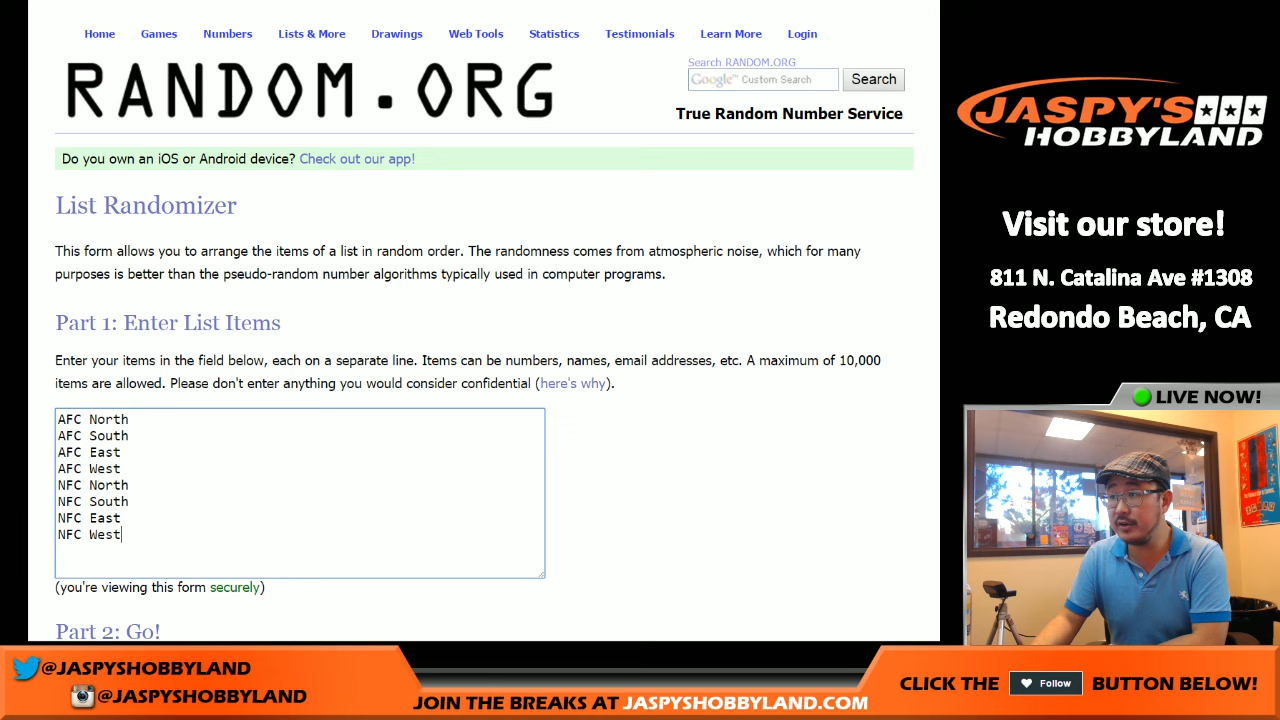 Home Games Numbers Lists & More Drawings Web Tools Statistics Testimonials Learn More Login
RANDOM.ORG
Search RANDOM.ORG
Google™ Custom Search Search
True Random Number Service
Do you own an iOS or Android device? Check out our app!
List Randomizer
This form allows you to arrange the items of a list in random order. The randomness comes from atmospheric noise, which for many
purposes is better than the pseudo-random number algorithms typically used in computer programs.
Part 1: Enter List Items
Enter your items in the field below, each on a separate line. Items can be numbers, names, email addresses, etc. A maximum of 10,000
items are allowed. Please don't enter anything you would consider confidential (here's why).
AFC North
AFC South
AFC East
AFC West
NFC North
NFC South
NFC East
NFC West
(you're viewing this form securely)
Part 2: Go!
JASPY'S
HOBBYLAND
Visit our store!
811 N. Catalina Ave #1308
Redondo Beach, CA
LIVE NOW!
@JASPYSHOBBYLAND
@JASPYSHOBBYLAND
JOIN THE BREAKS AT JASPYSHOBBYLAND.COM
CLICK THE Follow BUTTON BELOW!